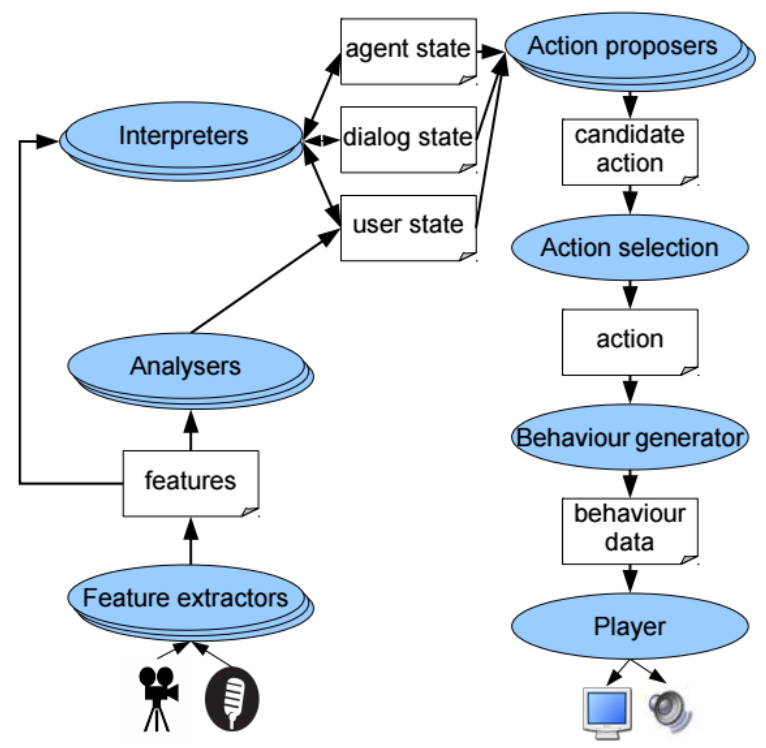 agent state
Action proposers
Interpreters
dialog state
candidate
action
user state
Action selection
Analysers
action
Behaviour generator
features
behaviour
data
Feature extractors
Player